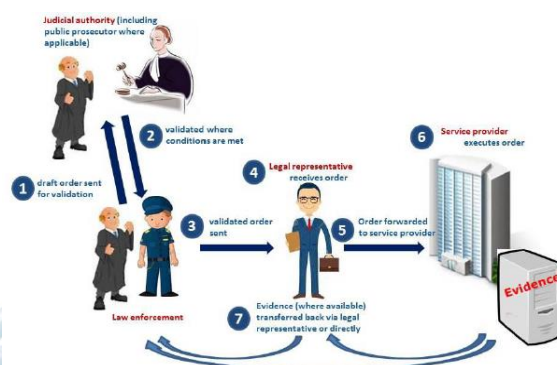 Judicial authority (including
public prosecutor where
applicable)
2 validated where
conditions are met
1 draft order sent
for validation
Law enforcement
3 validated order
sent
4 Legal representative
receives order
5 Order forwarded
to service provider
6 Service provider
executes order
Evidence
7 Evidence (where available)
transferred back via legal
representative or directly